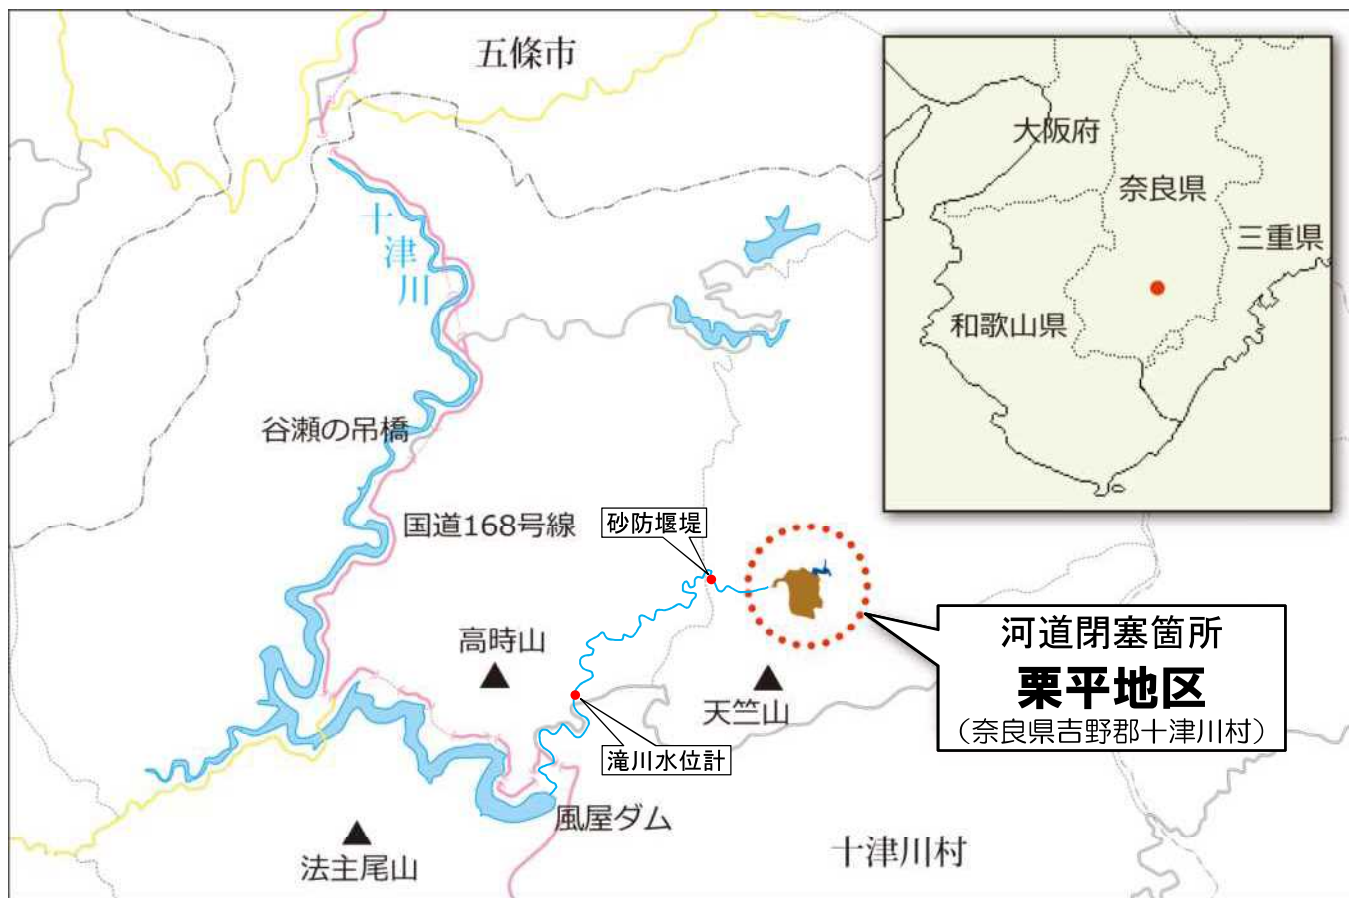 五條市
大阪府
奈良県
三重県
和歌山県
十津川
谷瀬の吊橋
国道168号線
砂防堰堤
高時山
天竺山
河道閉塞箇所
栗平地区
（奈良県吉野郡十津川村）
滝川水位計
風屋ダム
法主尾山
十津川村